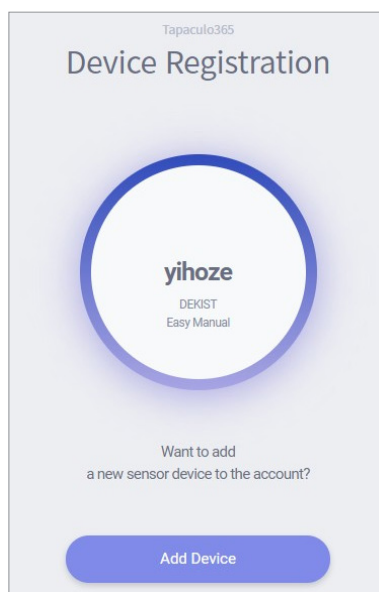 Tapaculo365
Device Registration
yihoze
DEKIST
Easy Manual
Want to add
a new sensor device to the account?
Add Device